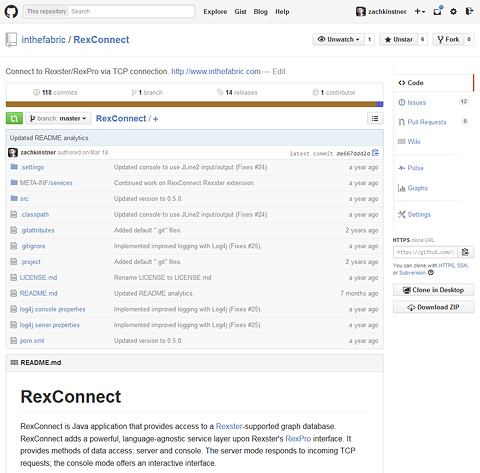 This repository Search Explore Gist Blog Help zachkinstner
inthefabric / RexConnect Unwatch 1 Unstar 6 Fork 0
Connect to Rexster/RexPro via TCP connection. http://www.inthefabric.com — Edit
118 commits 1 branch 14 releases 1 contributor
branch: master RexConnect / +
Updated README analytics.
zachkinstner authored on Mar 18 latest commit de667ddd2d
.settings Updated console to use JLine2 input/output (Fixes #24). a year ago
META-INF/services Continued work on RexConnect Rexster extension. a year ago
src Updated version to 0.5.0. a year ago
.classpath Updated console to use JLine2 input/output (Fixes #24). a year ago
.gitattributes Added default ".git" files. 2 years ago
.gitignore Implemented improved logging with Log4j (Fixes #25). a year ago
.project Added default ".git" files. 2 years ago
LICENSE.md Rename LICENSE to LICENSE.md a year ago
README.md Updated README analytics. 7 months ago
log4j.console.properties Implemented improved logging with Log4j (Fixes #25). a year ago
log4j.server.properties Implemented improved logging with Log4j (Fixes #25). a year ago
pom.xml Updated version to 0.5.0. a year ago
README.md
RexConnect
RexConnect is Java application that provides access to a Rexster-supported graph database.
RexConnect adds a powerful, language-agnostic service layer upon Rexster's RexPro interface. It
provides methods of data access: server and console. The server mode responds to incoming TCP
requests; the console mode offers an interactive interface.
Code
Issues 12
Pull Requests 0
Wiki
Pulse
Graphs
Settings
HTTPS clone URL
https://github.com/
You can clone with HTTPS, SSH,
or Subversion.
Clone in Desktop
Download ZIP